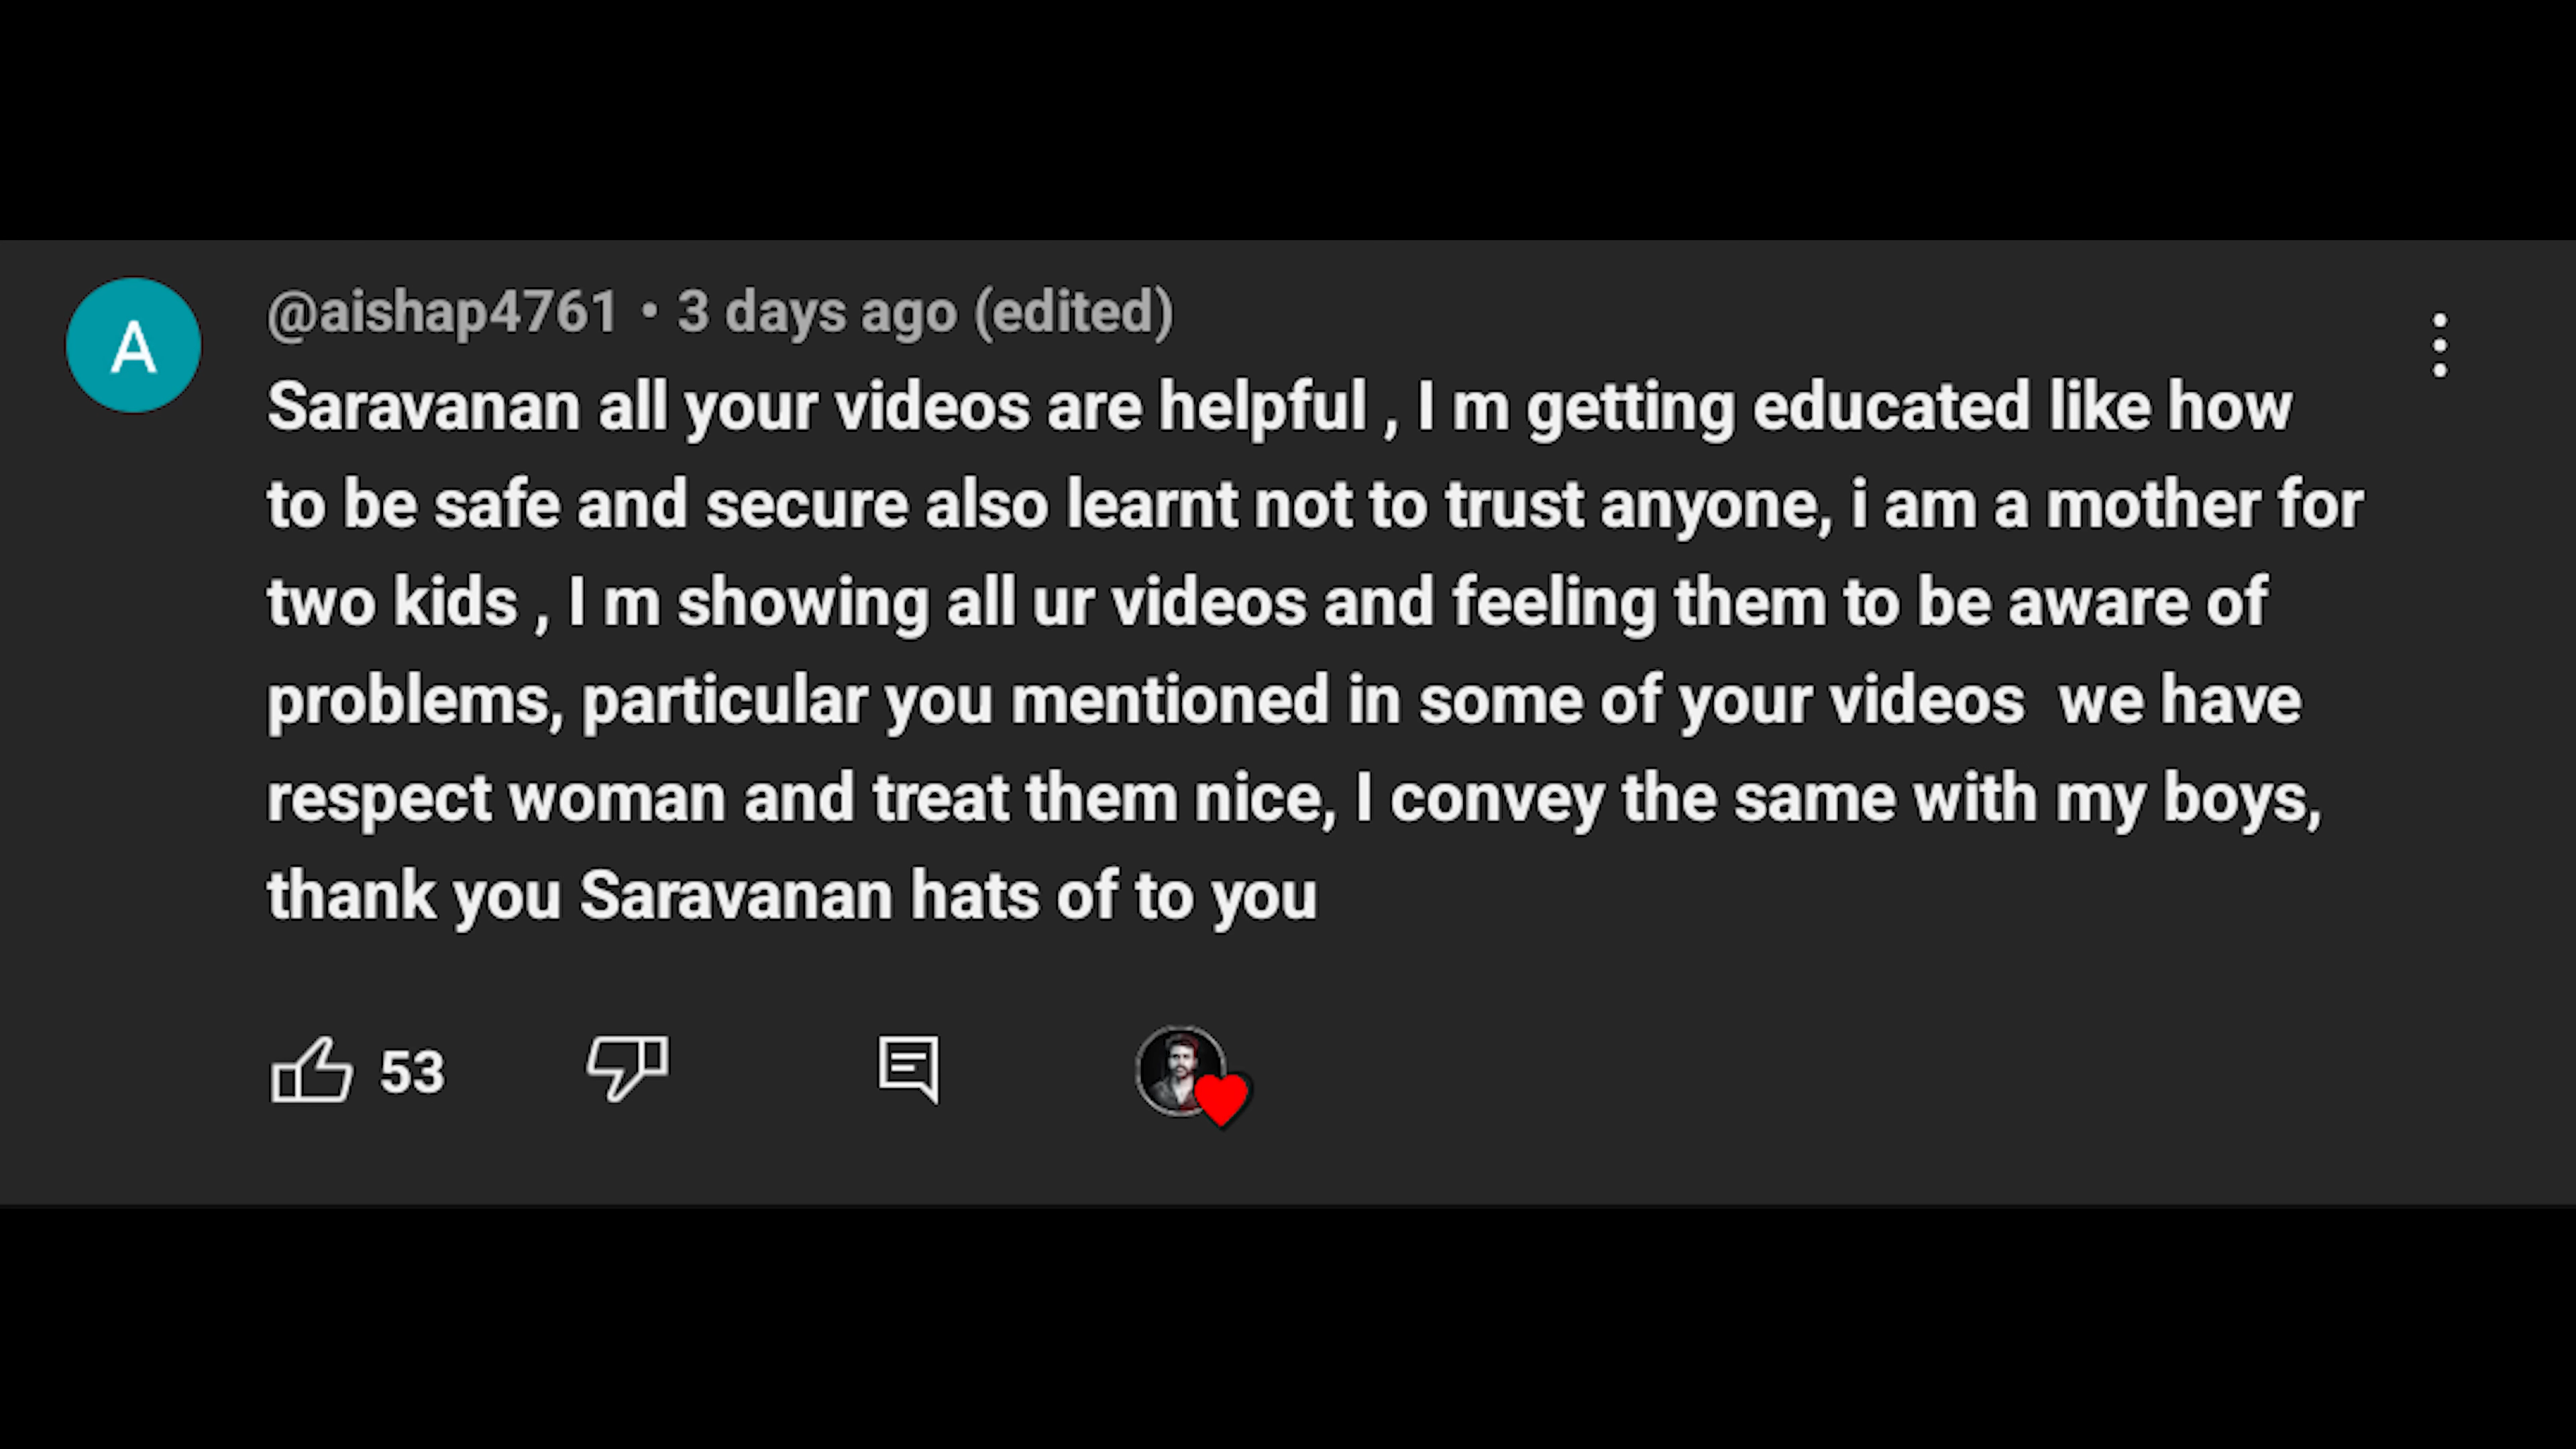 A
@aishap4761 • 3 days ago (edited)
Saravanan all your videos are helpful , I m getting educated like how
to be safe and secure also learnt not to trust anyone, i am a mother for
two kids , I m showing all ur videos and feeling them to be aware of
problems, particular you mentioned in some of your videos  we have
respect woman and treat them nice, I convey the same with my boys,
thank you Saravanan hats of to you
53